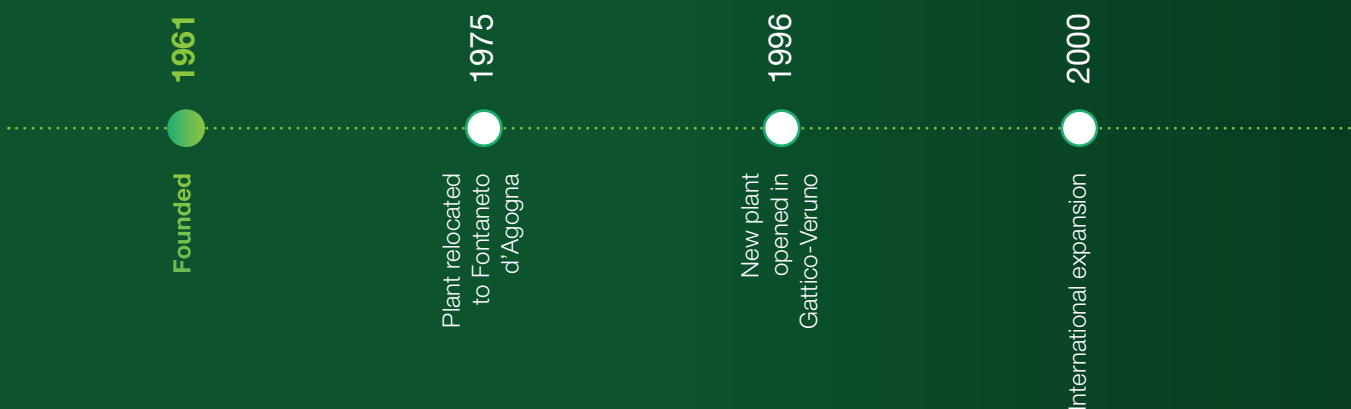 1961
Founded
1975
Plant relocated
to Fontaneto
d’Agogna
1996
New plant
opened in
Gattico-Veruno
2000
International expansion